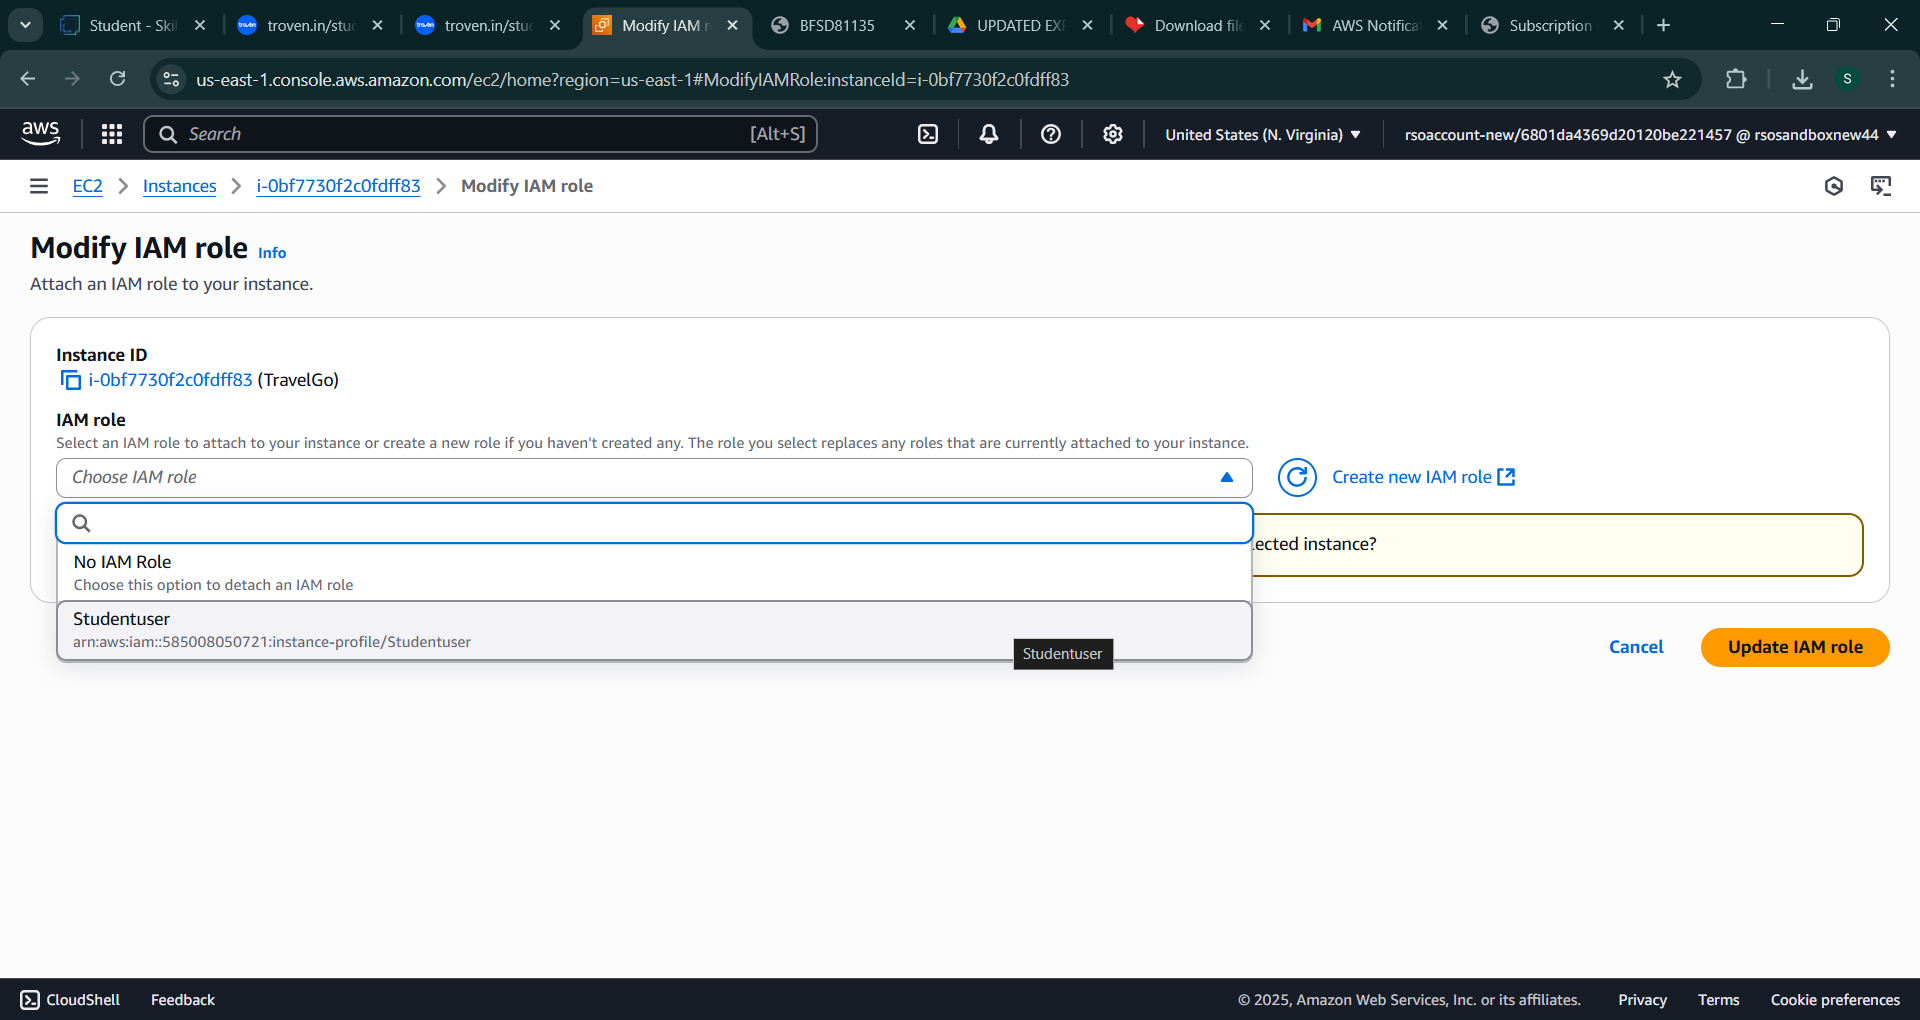 Student - Skil
troven.in/stud
troven.in/stud
Modify IAM r
BFSD81135
UPDATED EX
Download file
AWS Notifica
Subscription
us-east-1.console.aws.amazon.com/ec2/home?region=us-east-1#ModifyIAMRole:instanceId=i-0bf7730f2c0fdff83
S
aws
Search
[Alt+S]
United States (N. Virginia)
rsoaccount-new/6801da4369d20120be221457 @ rsosandboxnew44
EC2
Instances
i-0bf7730f2c0fdff83
Modify IAM role
Modify IAM role Info
Attach an IAM role to your instance.
Instance ID
i-0bf7730f2c0fdff83 (TravelGo)
IAM role
Select an IAM role to attach to your instance or create a new role if you haven't created any. The role you select replaces any roles that are currently attached to your instance.
Choose IAM role
Create new IAM role
ected instance?
No IAM Role
Choose this option to detach an IAM role
Studentuser
arn:aws:iam::585008050721:instance-profile/Studentuser
Studentuser
Cancel
Update IAM role
CloudShell
Feedback
© 2025, Amazon Web Services, Inc. or its affiliates.
Privacy
Terms
Cookie preferences